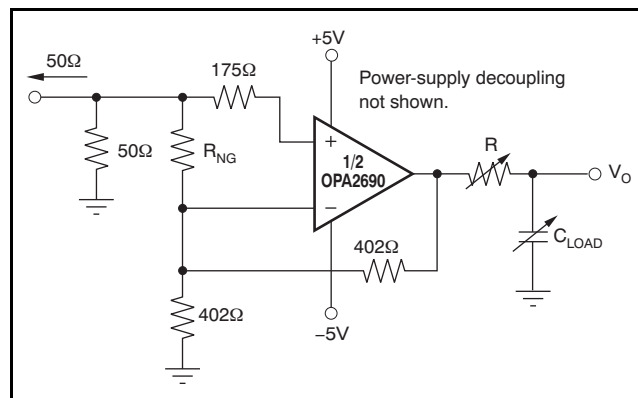 +5V
50Ω
175Ω
Power-supply decoupling
not shown.
50Ω
R_NG
+
1/2
OPA2690
−
R
V_O
C_LOAD
402Ω
402Ω
−5V